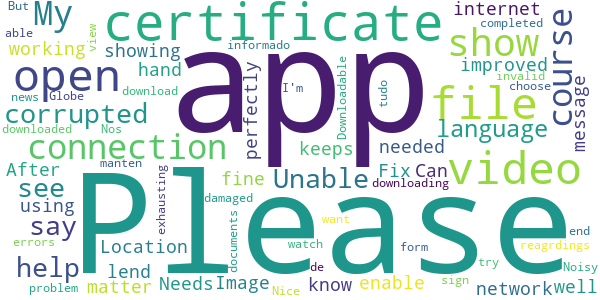 But My certificate internet completed
able working view showing informado show course
open hand app I'm Downloadable tudo improved invalid
news Globe download perfectly file choose
corrupted language message
downloaded Nos connection keeps needed
After manten exhausting fine Unable Fix Can video
see using Please downloading
say damaged documents want
Location watch form reagrdings end
help lend de try Noisy
errors Needs Image know enable sign network well
problem matter Nice